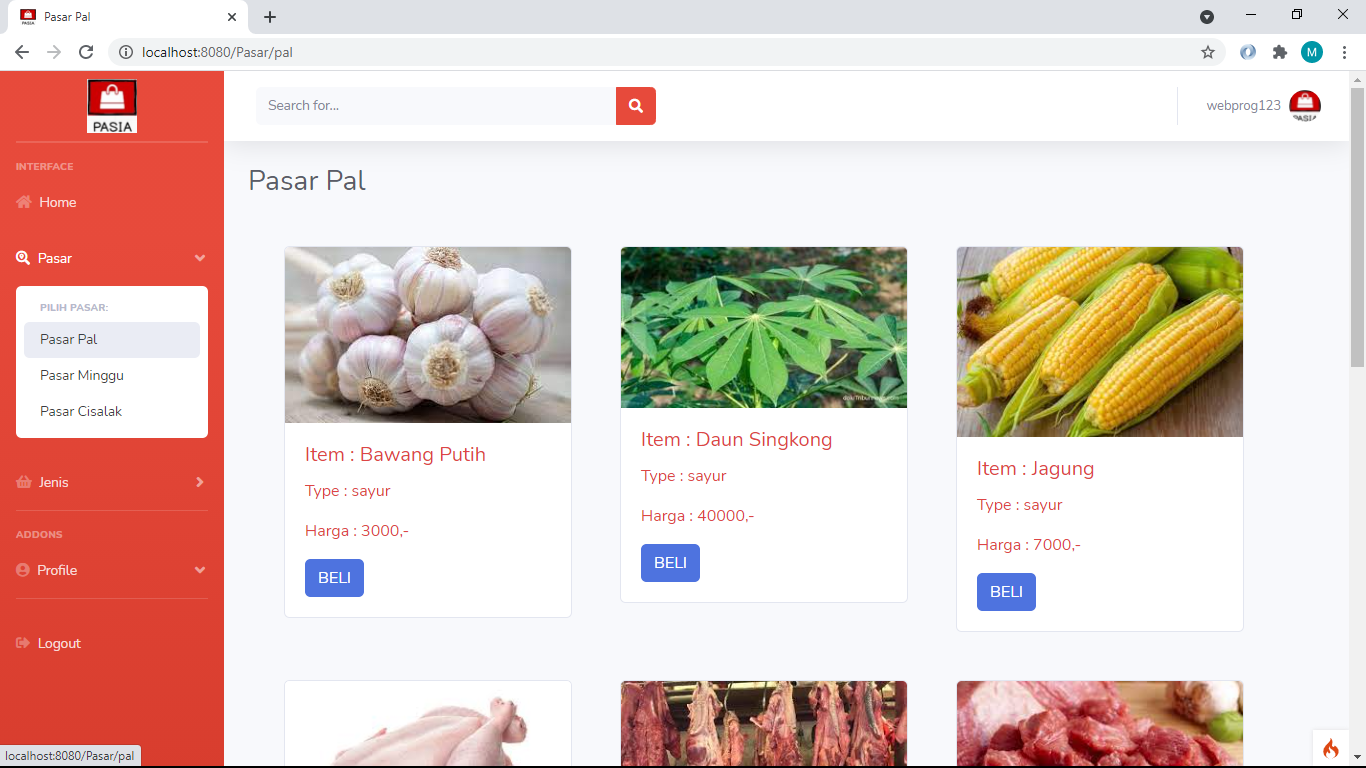 Pasar Pal
localhost:8080/Pasar/pal
M
PASIA
Search for...
webprog123
INTERFACE
Home
Pasar
PILIH PASAR:
Pasar Pal
Pasar Minggu
Pasar Cisalak
Jenis
ADDONS
Profile
Logout
Pasar Pal
Item : Bawang Putih
Type : sayur
Harga : 3000,-
BELI
Item : Daun Singkong
Type : sayur
Harga : 40000,-
BELI
Item : Jagung
Type : sayur
Harga : 7000,-
BELI
localhost:8080/Pasar/pal